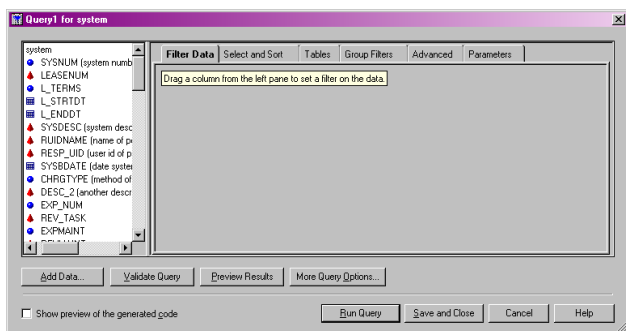 Query1 for system
system
SYSNUM (system numb
LEASENUM
L_TERMS
L_STRTDT
L_ENDDT
SYSDESC (system desc
RUIDNAME (name of pe
RESP_UID (user id of p
SYSBDATE (date syster
CHRGTYPE (method of
DESC_2 (another descr
EXP_NUM
REV_TASK
EXPMAINT
Filter Data Select and Sort Tables Group Filters Advanced Parameters
Drag a column from the left pane to set a filter on the data.
Add Data... Validate Query Preview Results More Query Options...
Show preview of the generated code
Run Query Save and Close Cancel Help